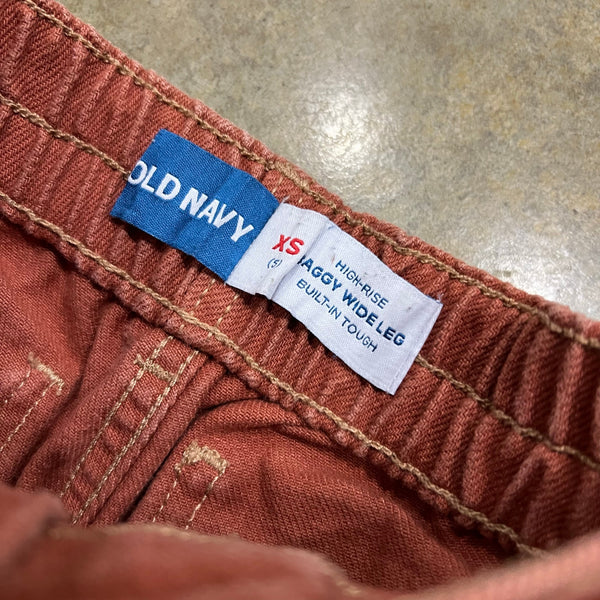 OLD NAVY
XS
(5)
HIGH-RISE
BAGGY WIDE LEG
BUILT-IN TOUGH